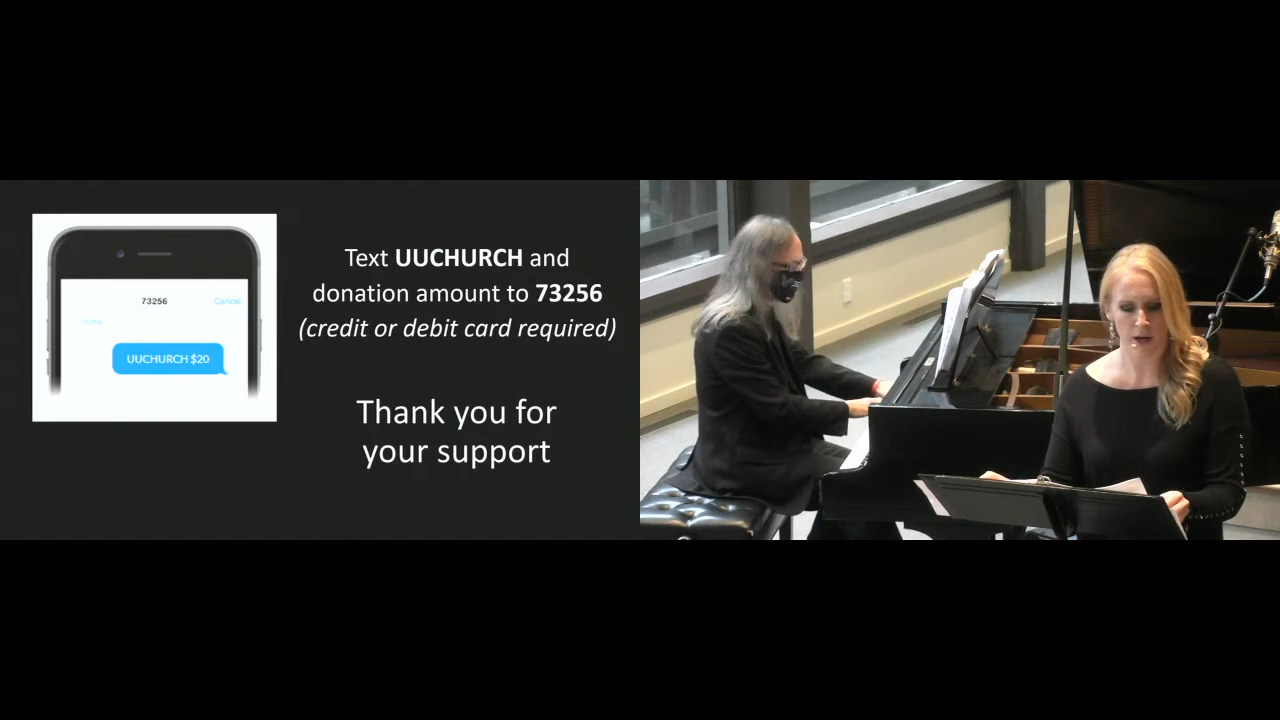 73256
Cancel
UUCHURCH $20
Text UUCHURCH and
donation amount to 73256
(credit or debit card required)
Thank you for
your support